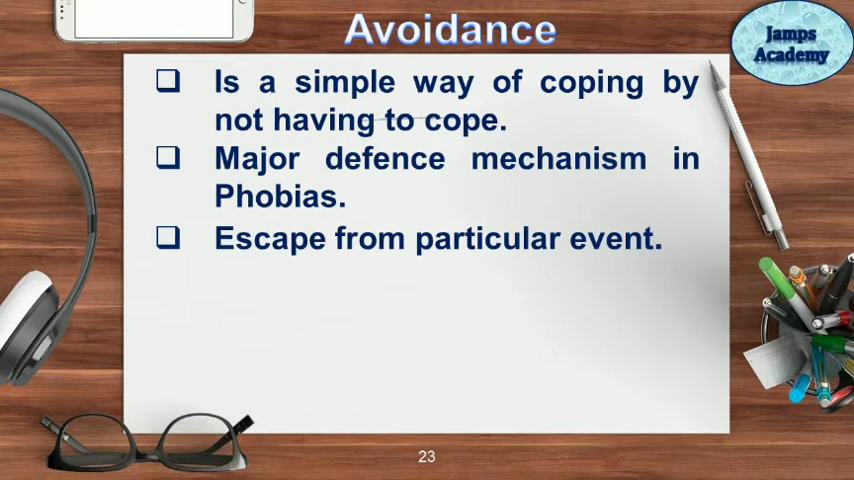 Avoidance
Jamps
Academy
❑ Is a simple way of coping by
not having to cope.
❑ Major defence mechanism in
Phobias.
❑ Escape from particular event.
23